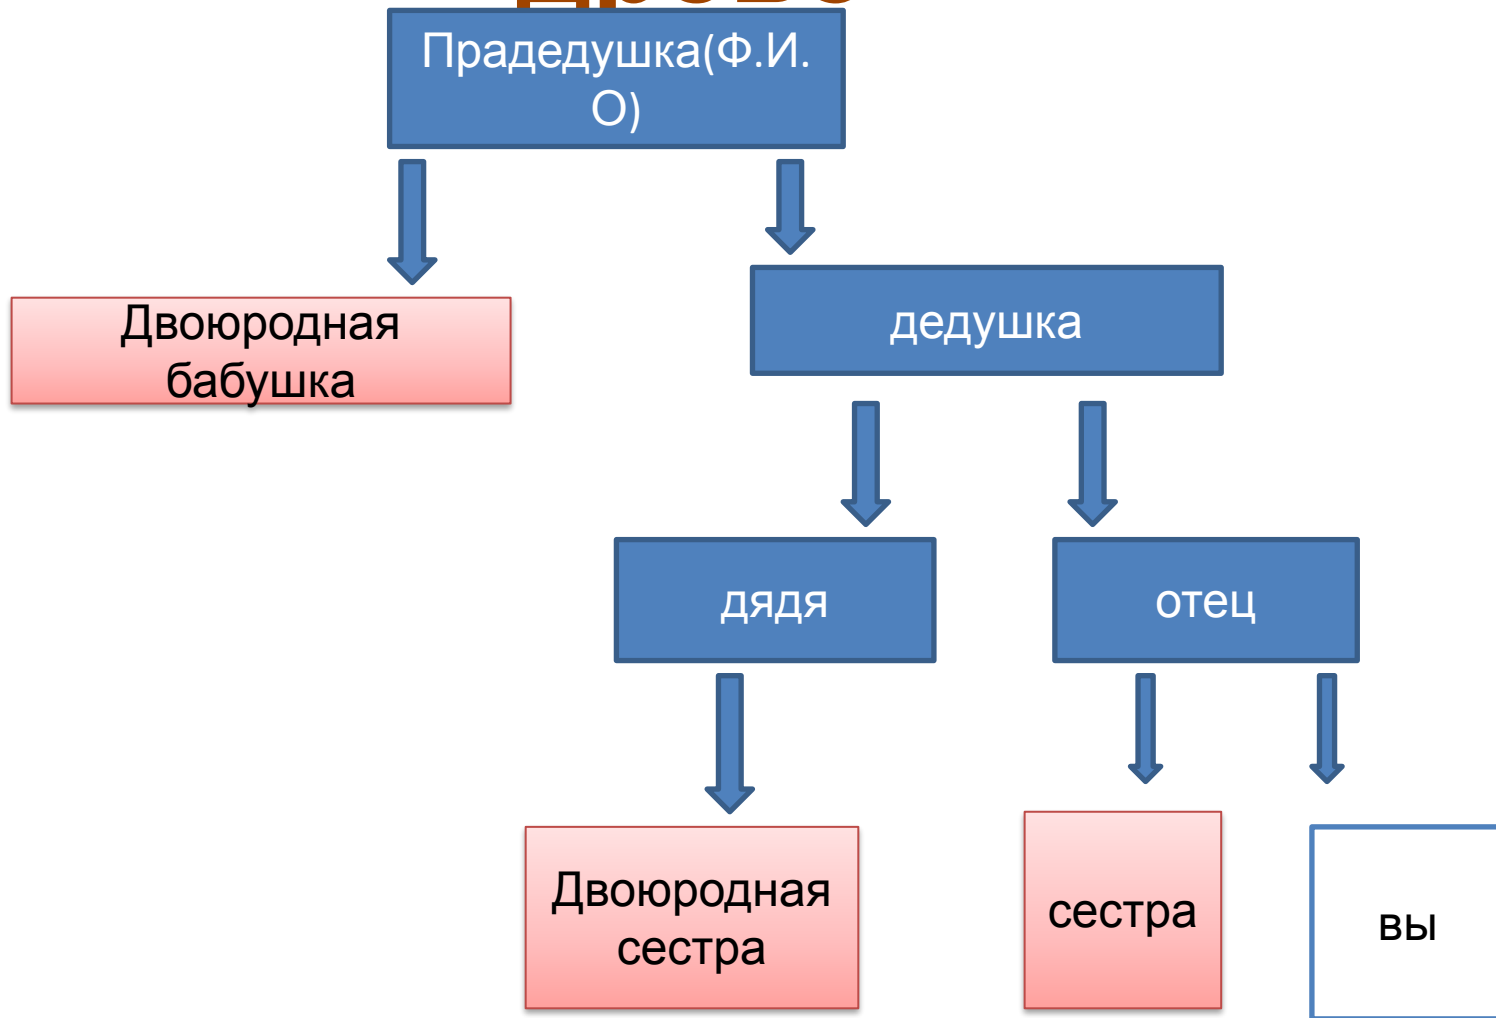 Прадедушка(Ф.И.
О)
Двоюродная
бабушка
дедушка
дядя
отец
Двоюродная
сестра
сестра
вы